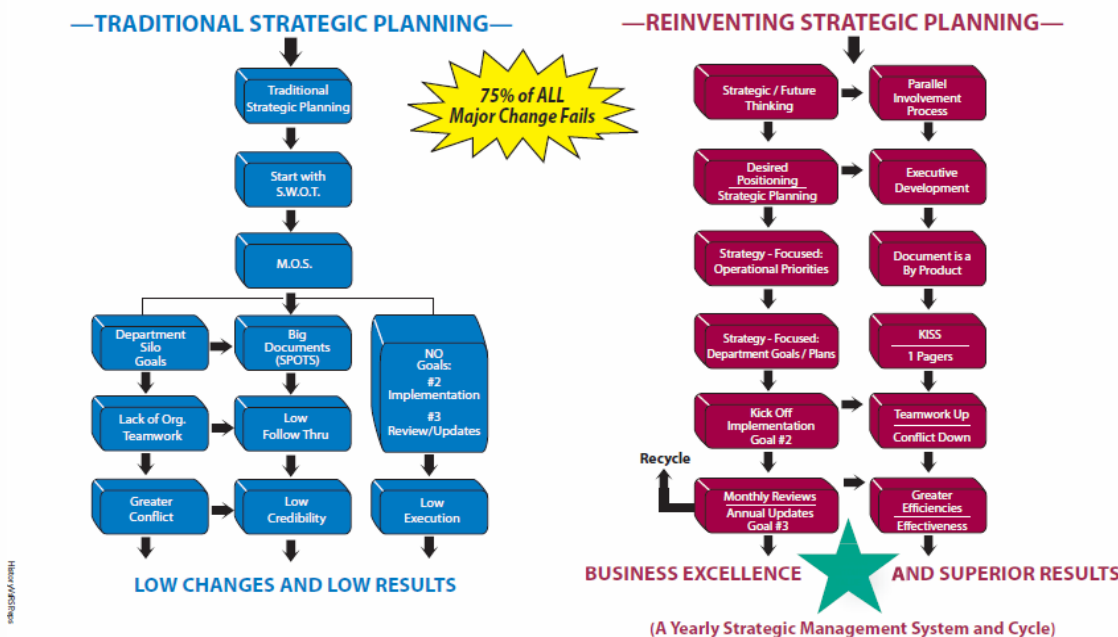 —TRADITIONAL STRATEGIC PLANNING—
Traditional
Strategic Planning
Start with
S.W.O.T.
M.O.S.
Department
Silo
Goals
Big
Documents
(SPOTS)
NO
Goals:
#2
Implementation
#3
Review/Updates
Lack of Org.
Teamwork
Low
Follow Thru
Greater
Conflict
Low
Credibility
Low
Execution
LOW CHANGES AND LOW RESULTS
75% of ALL
Major Change Fails
—REINVENTING STRATEGIC PLANNING—
Strategic / Future
Thinking
Parallel
Involvement
Process
Desired
Positioning
Strategic Planning
Executive
Development
Strategy - Focused:
Operational Priorities
Document is a
By Product
Strategy - Focused:
Department Goals / Plans
KISS
1 Pagers
Kick Off
Implementation
Goal #2
Teamwork Up
Conflict Down
Recycle
Monthly Reviews
Annual Updates
Goal #3
Greater
Efficiencies
Effectiveness
BUSINESS EXCELLENCE AND SUPERIOR RESULTS
(A Yearly Strategic Management System and Cycle)